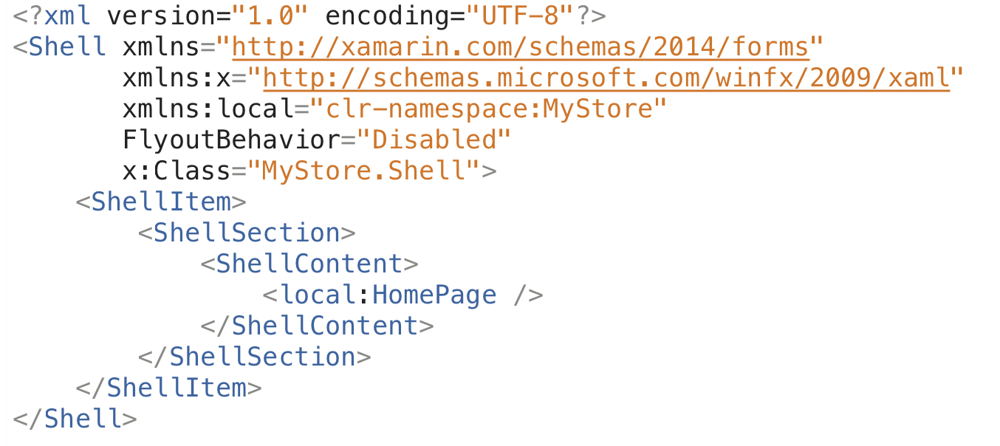 <?xml version="1.0" encoding="UTF-8"?>
<Shell xmlns="http://xamarin.com/schemas/2014/forms"
       xmlns:x="http://schemas.microsoft.com/winfx/2009/xaml"
       xmlns:local="clr-namespace:MyStore"
       FlyoutBehavior="Disabled"
       x:Class="MyStore.Shell">
    <ShellItem>
        <ShellSection>
            <ShellContent>
                <local:HomePage />
            </ShellContent>
        </ShellSection>
    </ShellItem>
</Shell>